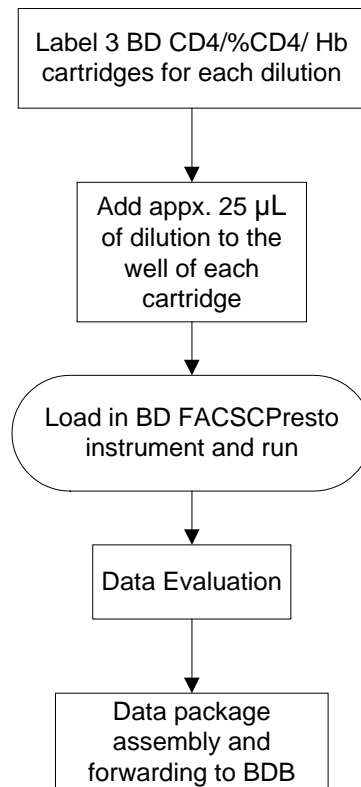 Label 3 BD CD4/%CD4/ Hb
cartridges for each dilution
Add appx. 25 µL
of dilution to the
well of each
cartridge
Load in BD FACSCPresto
instrument and run
Data Evaluation
Data package
assembly and
forwarding to BDB